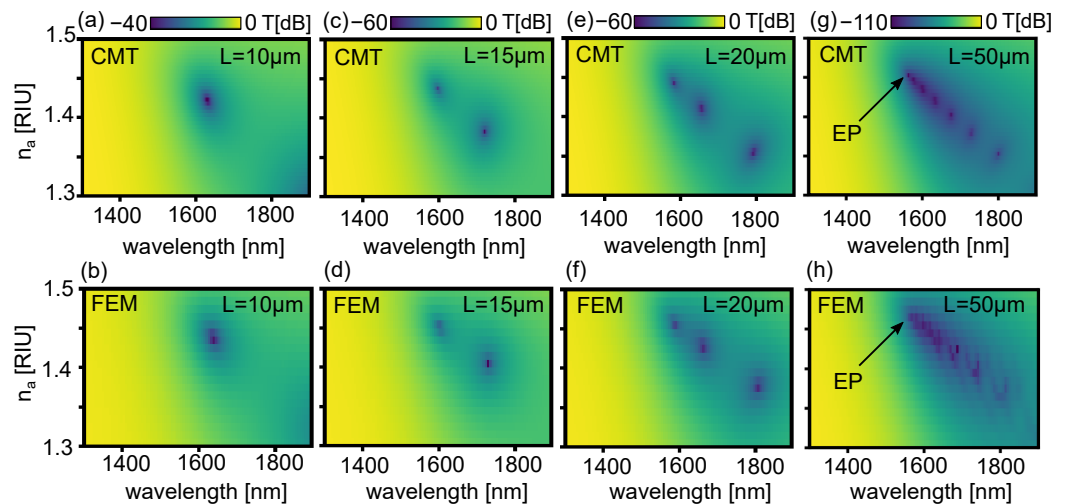 (a) −40 0 T[dB] (c) −60 0 T[dB] (e) −60 0 T[dB] (g) −110 0 T[dB]
1.5 CMT L=10μm CMT L=15μm CMT L=20μm CMT L=50μm
na [RIU] 1.4 EP
1.3
1400 1600 1800 1400 1600 1800 1400 1600 1800 1400 1600 1800
wavelength [nm] wavelength [nm] wavelength [nm] wavelength [nm]
(b) (d) (f) (h)
1.5 FEM L=10μm FEM L=15μm FEM L=20μm FEM L=50μm
na [RIU] 1.4 EP
1.3
1400 1600 1800 1400 1600 1800 1400 1600 1800 1400 1600 1800
wavelength [nm] wavelength [nm] wavelength [nm] wavelength [nm]